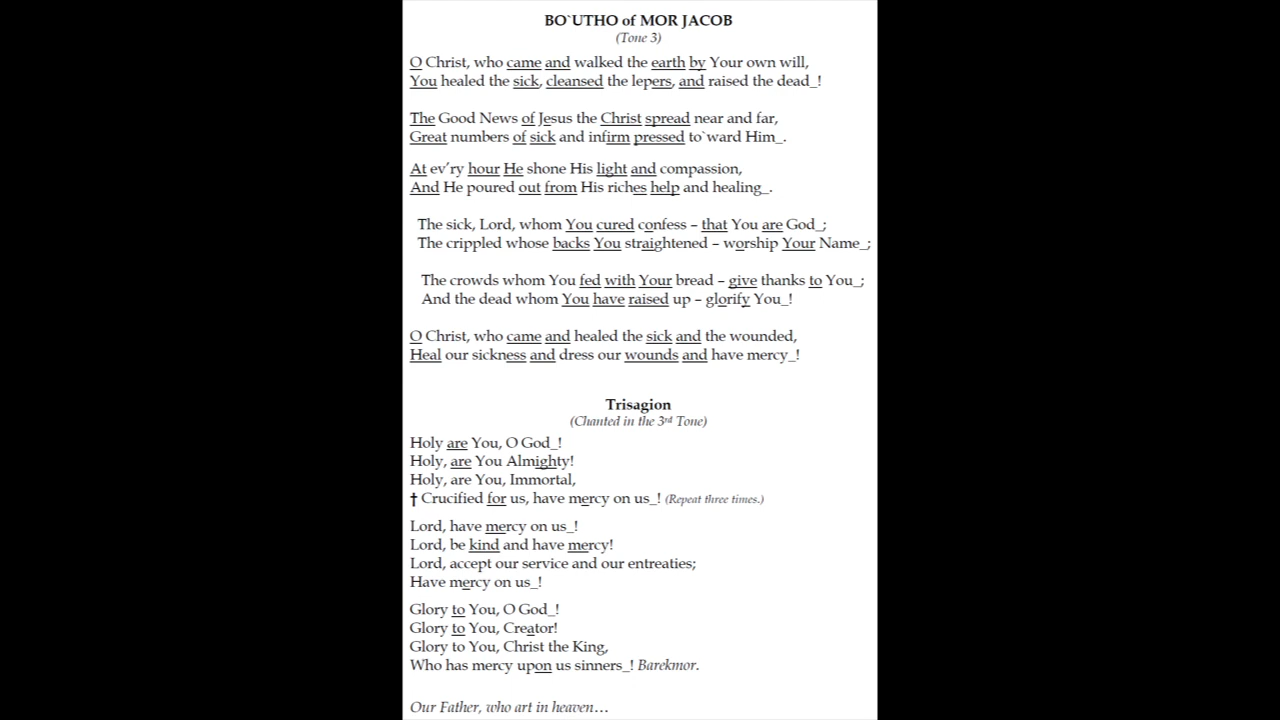 BO`UTHO of MOR JACOB
(Tone 3)
O Christ, who came and walked the earth by Your own will,
You healed the sick, cleansed the lepers, and raised the dead_!
The Good News of Jesus the Christ spread near and far,
Great numbers of sick and infirm pressed to`ward Him_.
At ev’ry hour He shone His light and compassion,
And He poured out from His riches help and healing_.
The sick, Lord, whom You cured confess – that You are God_;
The crippled whose backs You straightened – worship Your Name_;
The crowds whom You fed with Your bread – give thanks to You_;
And the dead whom You have raised up – glorify You_!
O Christ, who came and healed the sick and the wounded,
Heal our sickness and dress our wounds and have mercy_!
Trisagion
(Chanted in the 3rd Tone)
Holy are You, O God_!
Holy, are You Almighty!
Holy, are You, Immortal,
† Crucified for us, have mercy on us_! (Repeat three times.)
Lord, have mercy on us_!
Lord, be kind and have mercy!
Lord, accept our service and our entreaties;
Have mercy on us_!
Glory to You, O God_!
Glory to You, Creator!
Glory to You, Christ the King,
Who has mercy upon us sinners_! Barekmor.
Our Father, who art in heaven…